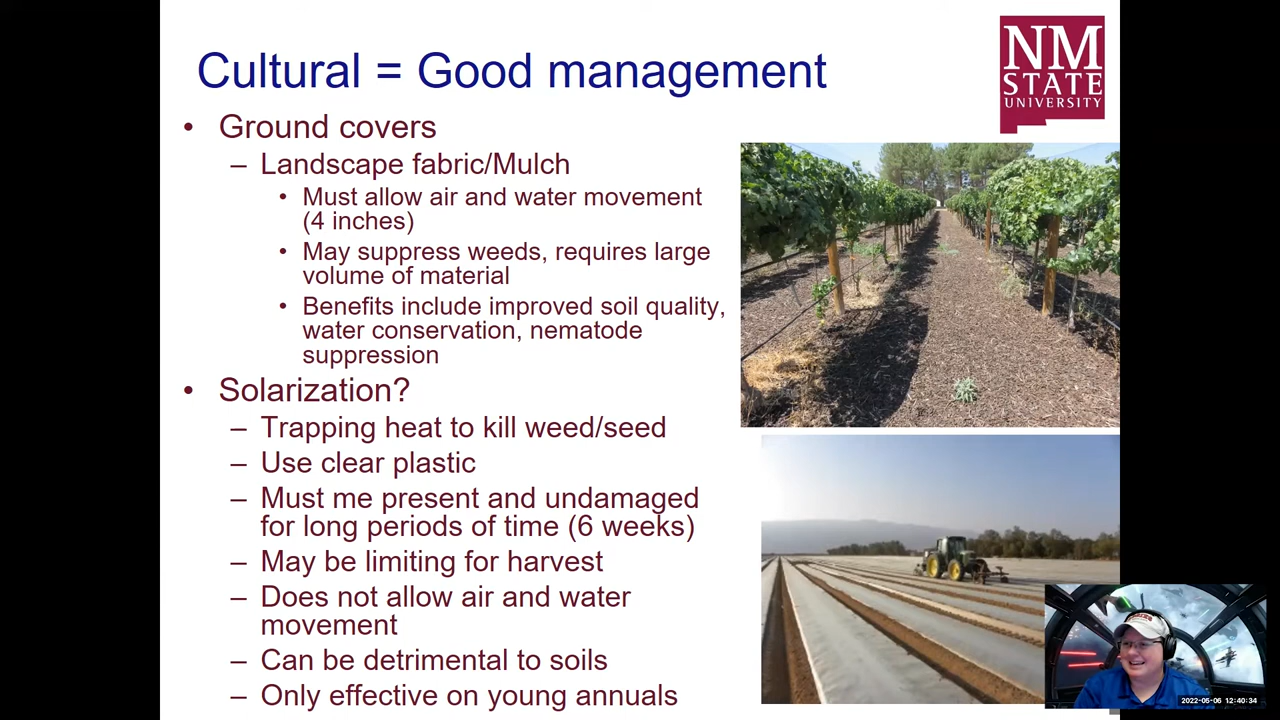 Cultural = Good management
NM
STATE
UNIVERSITY
• Ground covers
– Landscape fabric/Mulch
• Must allow air and water movement
(4 inches)
• May suppress weeds, requires large
volume of material
• Benefits include improved soil quality,
water conservation, nematode
suppression
• Solarization?
– Trapping heat to kill weed/seed
– Use clear plastic
– Must me present and undamaged
for long periods of time (6 weeks)
– May be limiting for harvest
– Does not allow air and water
movement
– Can be detrimental to soils
– Only effective on young annuals
2022-05-06 12:40:34